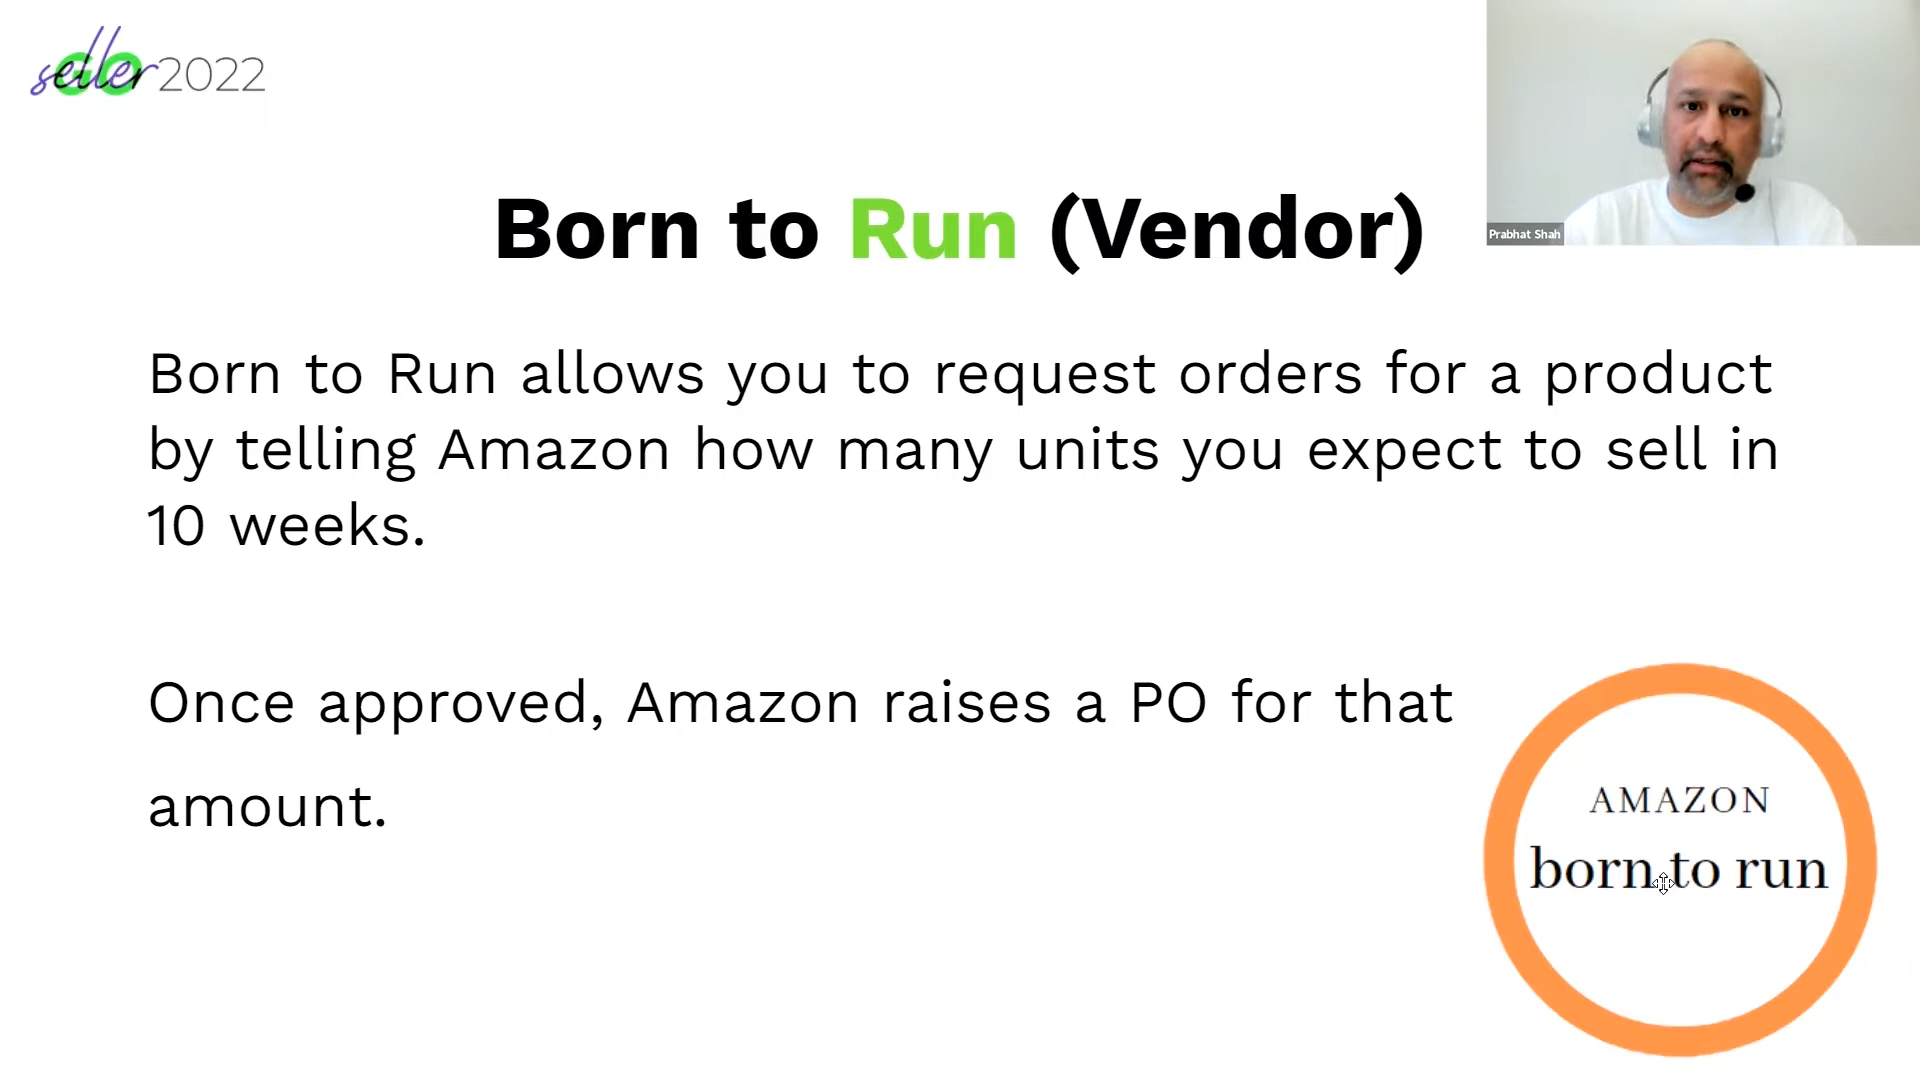 seller 2022
Prabhat Shah
Born to Run (Vendor)
Born to Run allows you to request orders for a product
by telling Amazon how many units you expect to sell in
10 weeks.
Once approved, Amazon raises a PO for that
amount.
AMAZON
born to run